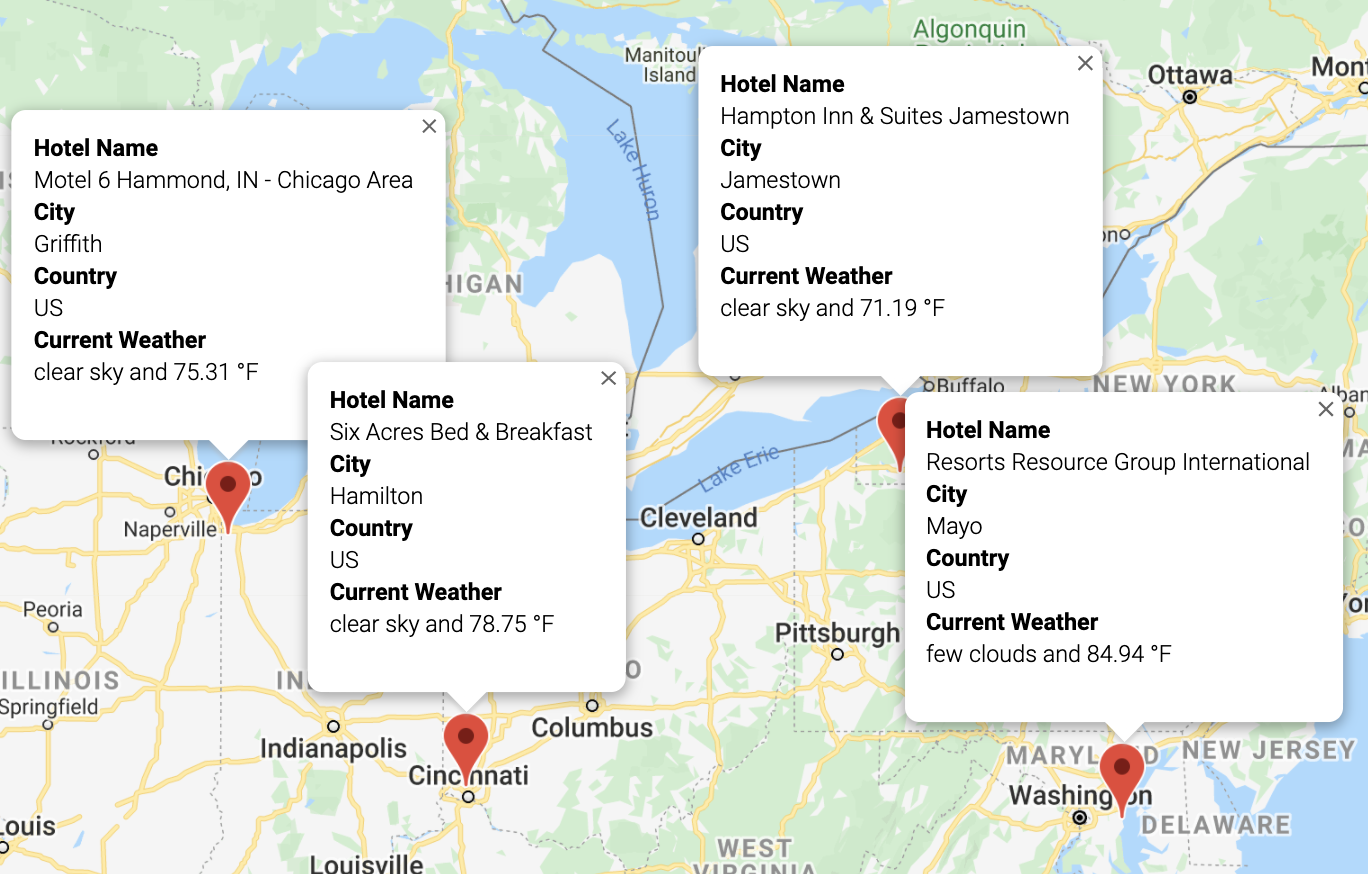 Hotel Name
Motel 6 Hammond, IN - Chicago Area
City
Griffith
Country
US
Current Weather
clear sky and 75.31 °F
Hotel Name
Six Acres Bed & Breakfast
City
Hamilton
Country
US
Current Weather
clear sky and 78.75 °F
Hotel Name
Hampton Inn & Suites Jamestown
City
Jamestown
Country
US
Current Weather
clear sky and 71.19 °F
Hotel Name
Resorts Resource Group International
City
Mayo
Country
US
Current Weather
few clouds and 84.94 °F
Algonquin
Island
Ottawa
Lake Huron
Buffalo
NEW YORK
Lake Erie
Naperville
Cleveland
Peoria
Pittsburgh
Springfield
Columbus
Indianapolis
Cincinnati
MARYLAND
NEW JERSEY
Washington
DELAWARE
Louisville
WEST
VIRGINIA